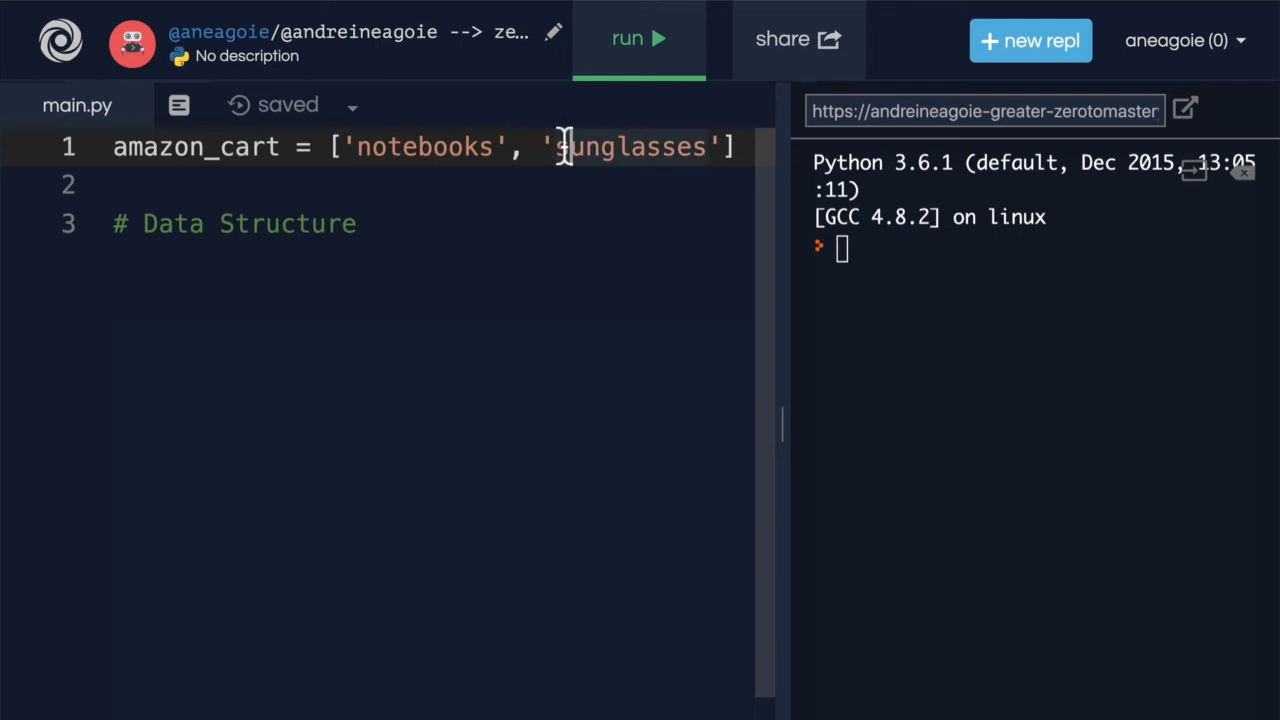 @aneagoie/@andreineagoie --> ze...
No description
run
share
+ new repl
aneagoie (0)
main.py
saved
https://andreineagoie-greater-zerotomaster
1 amazon_cart = ['notebooks', 'sunglasses']
2
3 # Data Structure
Python 3.6.1 (default, Dec 2015, 13:05
:11)
[GCC 4.8.2] on linux